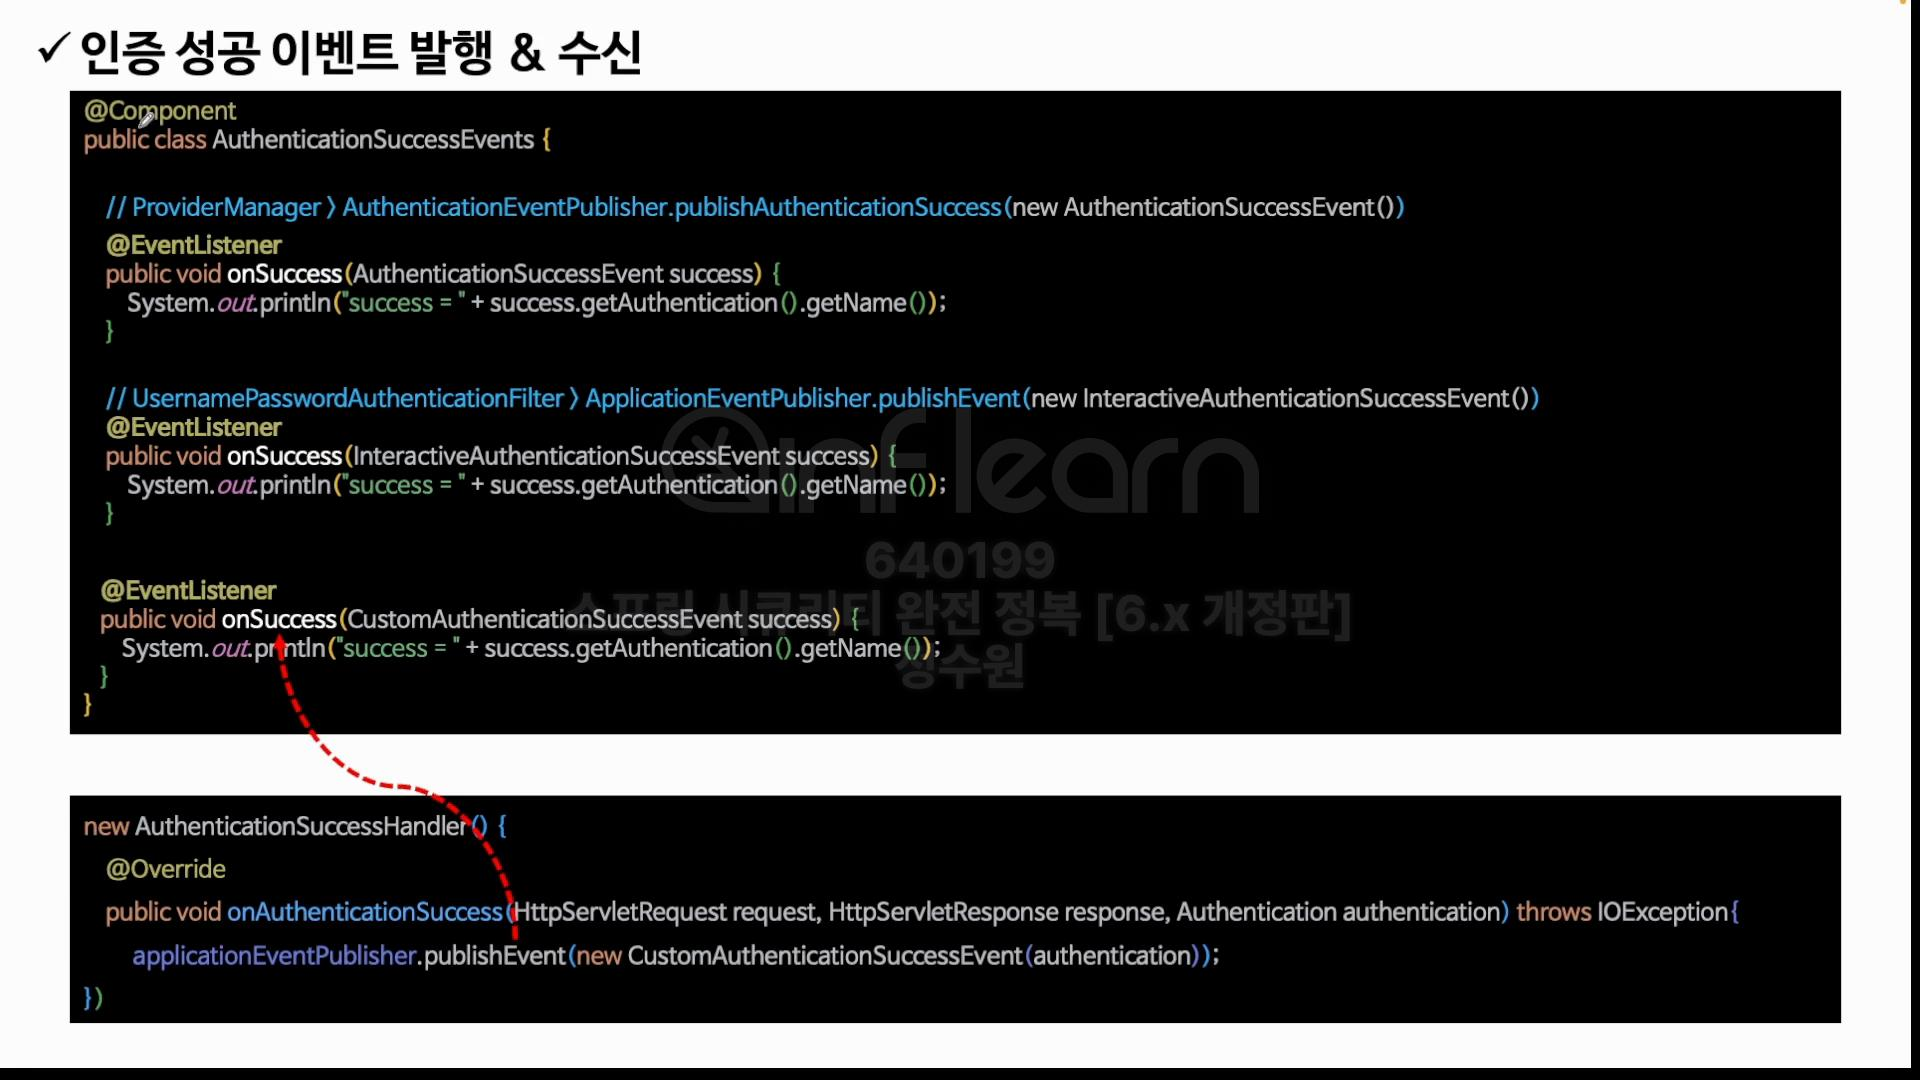 ✓ 인증 성공 이벤트 발행 & 수신
@Component
public class AuthenticationSuccessEvents {
// ProviderManager > AuthenticationEventPublisher.publishAuthenticationSuccess(new AuthenticationSuccessEvent())
@EventListener
public void onSuccess(AuthenticationSuccessEvent success) {
System.out.println("success = " + success.getAuthentication().getName());
}
// UsernamePasswordAuthenticationFilter > ApplicationEventPublisher.publishEvent(new InteractiveAuthenticationSuccessEvent())
@EventListener
public void onSuccess(InteractiveAuthenticationSuccessEvent success) {
System.out.println("success = " + success.getAuthentication().getName());
}
inflearn
640199
@EventListener
스프링 시큐리티 완전 정복 [6.x 개정판]
public void onSuccess(CustomAuthenticationSuccessEvent success) {
System.out.println("success = " + success.getAuthentication().getName());
}
}
new AuthenticationSuccessHandler() {
@Override
public void onAuthenticationSuccess(HttpServletRequest request, HttpServletResponse response, Authentication authentication) throws IOException{
applicationEventPublisher.publishEvent(new CustomAuthenticationSuccessEvent(authentication));
})